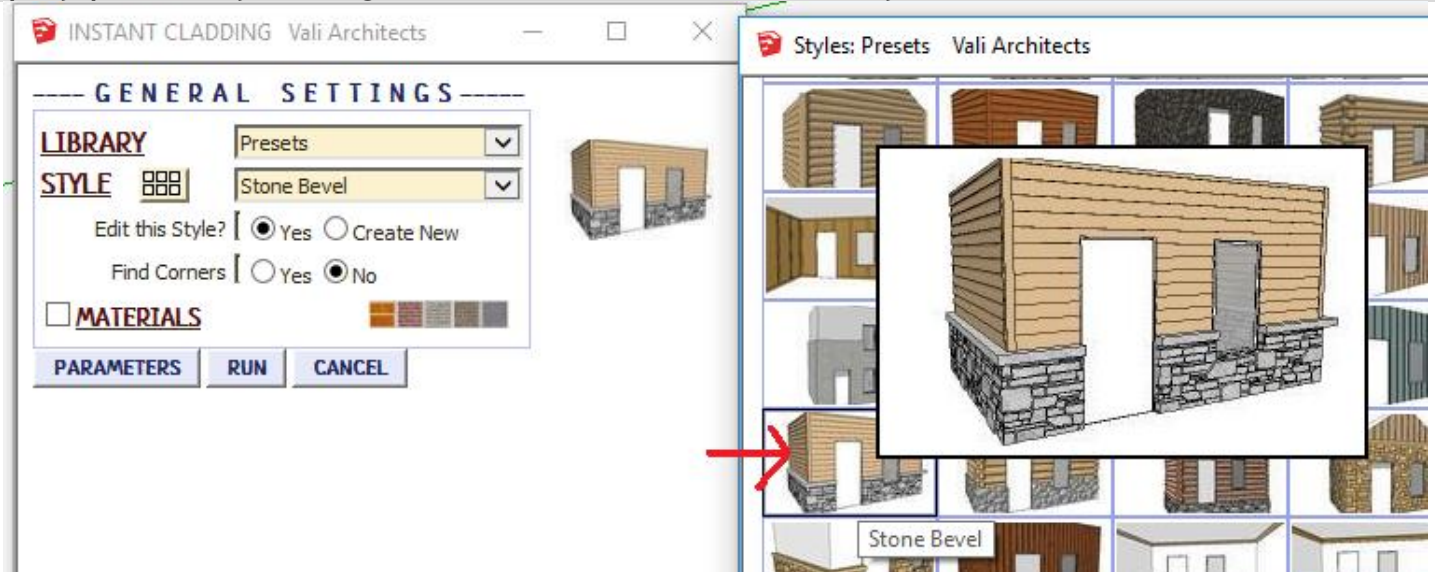 INSTANT CLADDING Vali Architects
---- GENERAL SETTINGS-----
LIBRARY Presets
STYLE Stone Bevel
Edit this Style? Yes Create New
Find Corners Yes No
MATERIALS
PARAMETERS RUN CANCEL
Styles: Presets Vali Architects
Stone Bevel